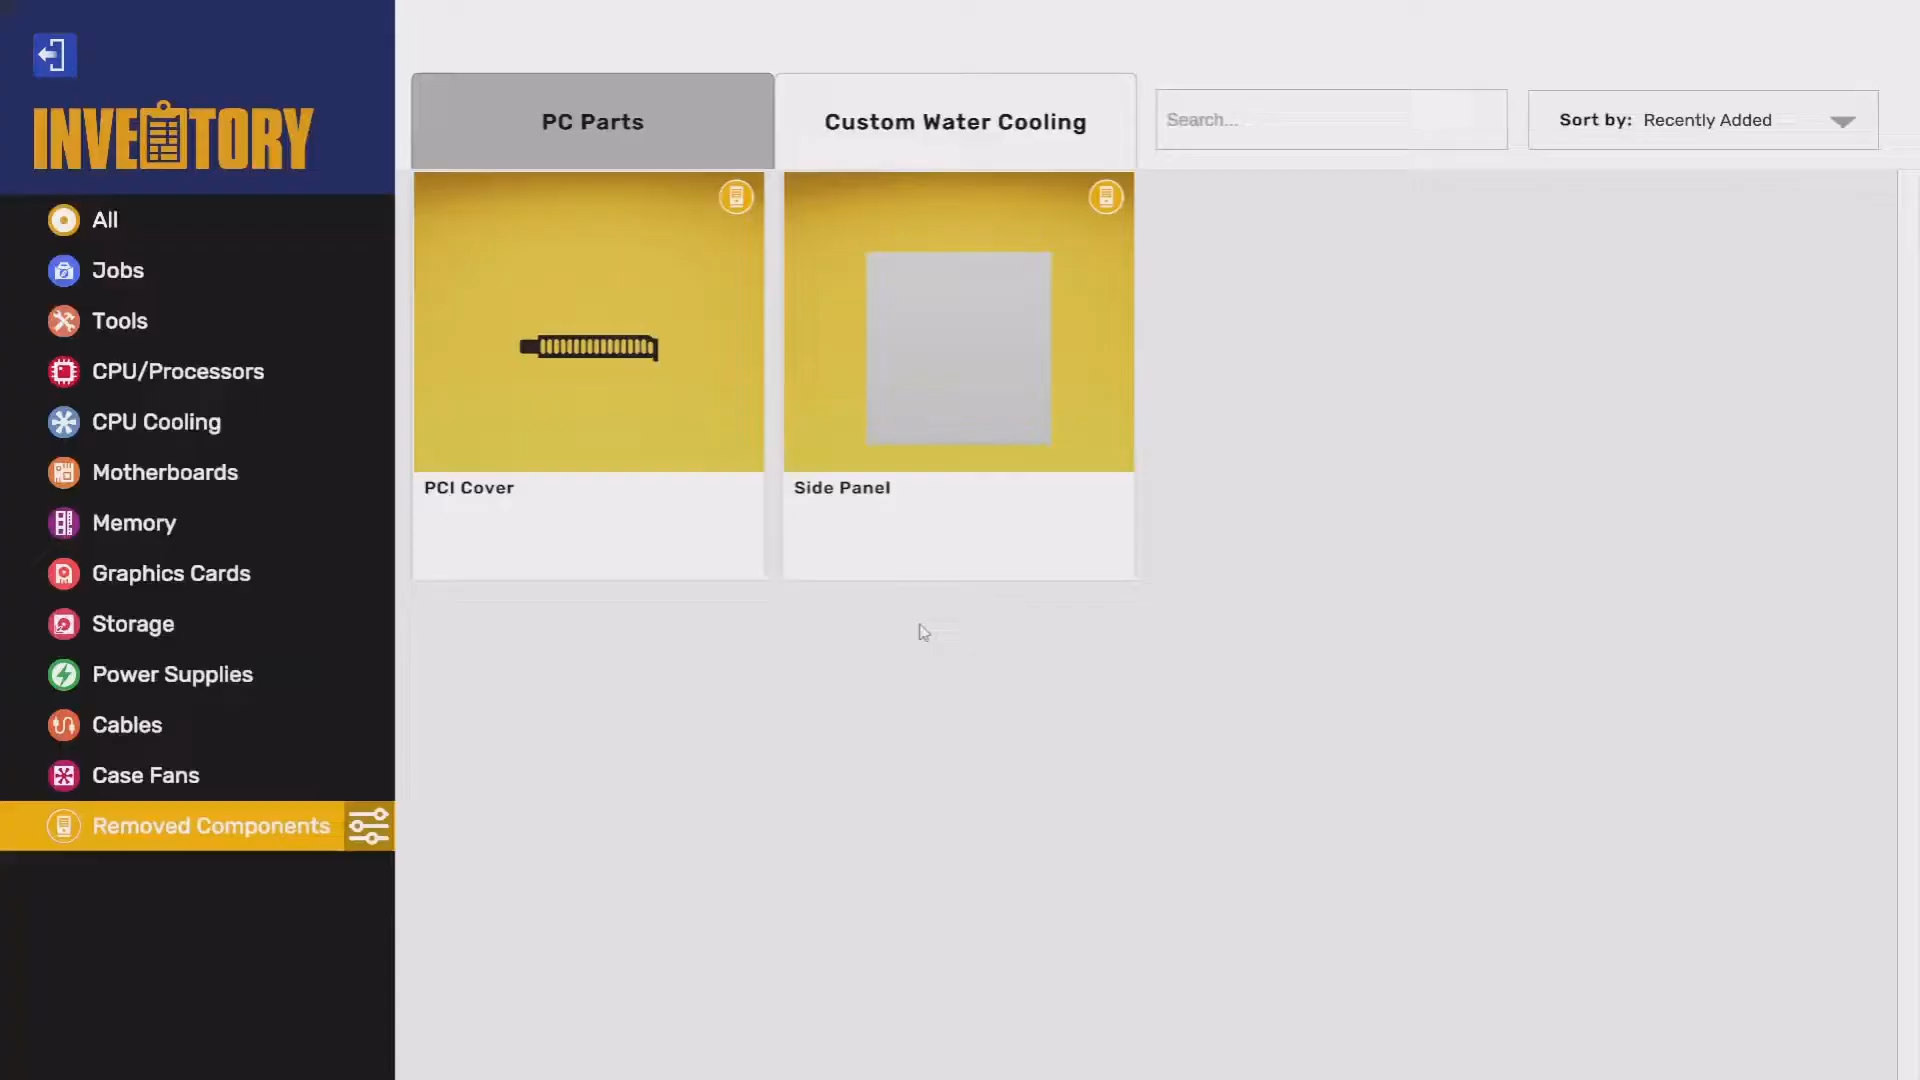 INVENTORY
PC Parts
Custom Water Cooling
Search...
Sort by: Recently Added
All
Jobs
Tools
CPU/Processors
CPU Cooling
Motherboards
Memory
Graphics Cards
Storage
Power Supplies
Cables
Case Fans
Removed Components
PCI Cover
Side Panel